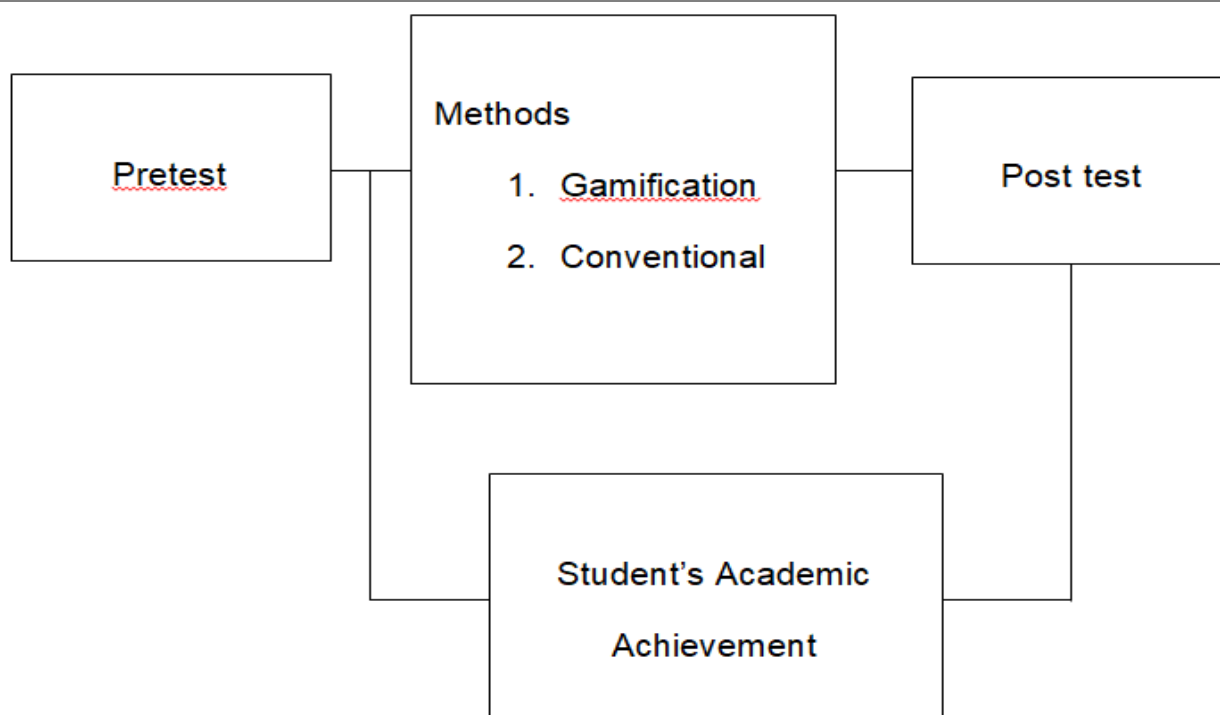 Pretest
Methods
1. Gamification
2. Conventional
Post test
Student’s Academic
Achievement